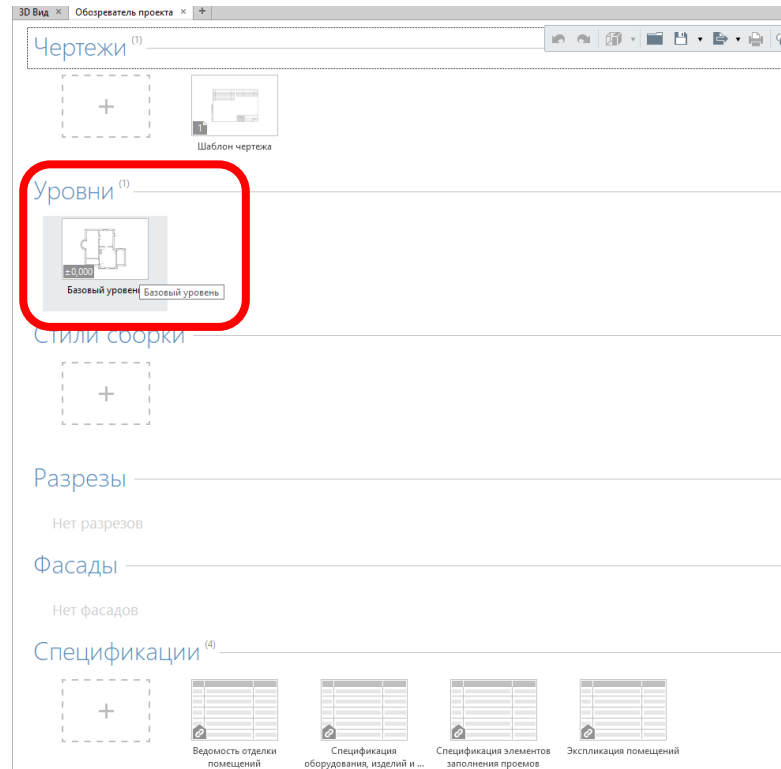 3D Вид × Обозреватель проекта × +
Чертежи (1)
+
1
Шаблон чертежа
Уровни (1)
±0,000
Базовый уровень
Базовый уровень
Стили сборки
+
Разрезы
Нет разрезов
Фасады
Нет фасадов
Спецификации (4)
+
Ведомость отделки помещений
Спецификация оборудования, изделий и ...
Спецификация элементов заполнения проемов
Экспликация помещений